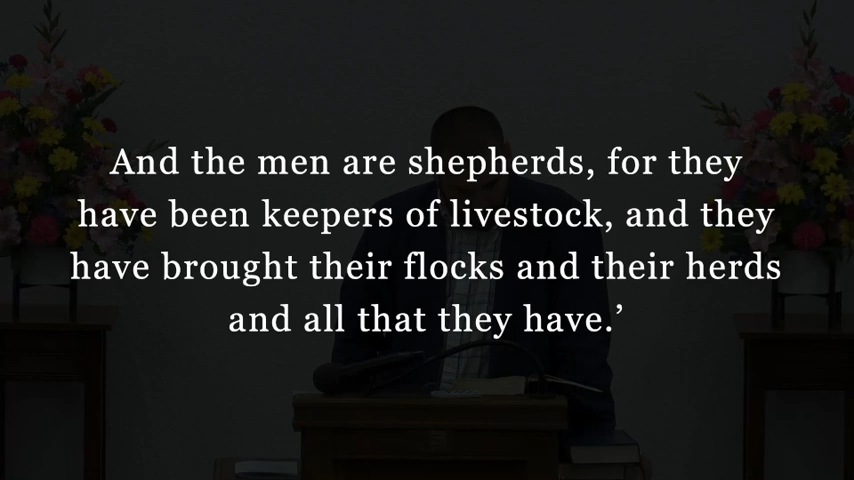 And the men are shepherds, for they
have been keepers of livestock, and they
have brought their flocks and their herds
and all that they have.’